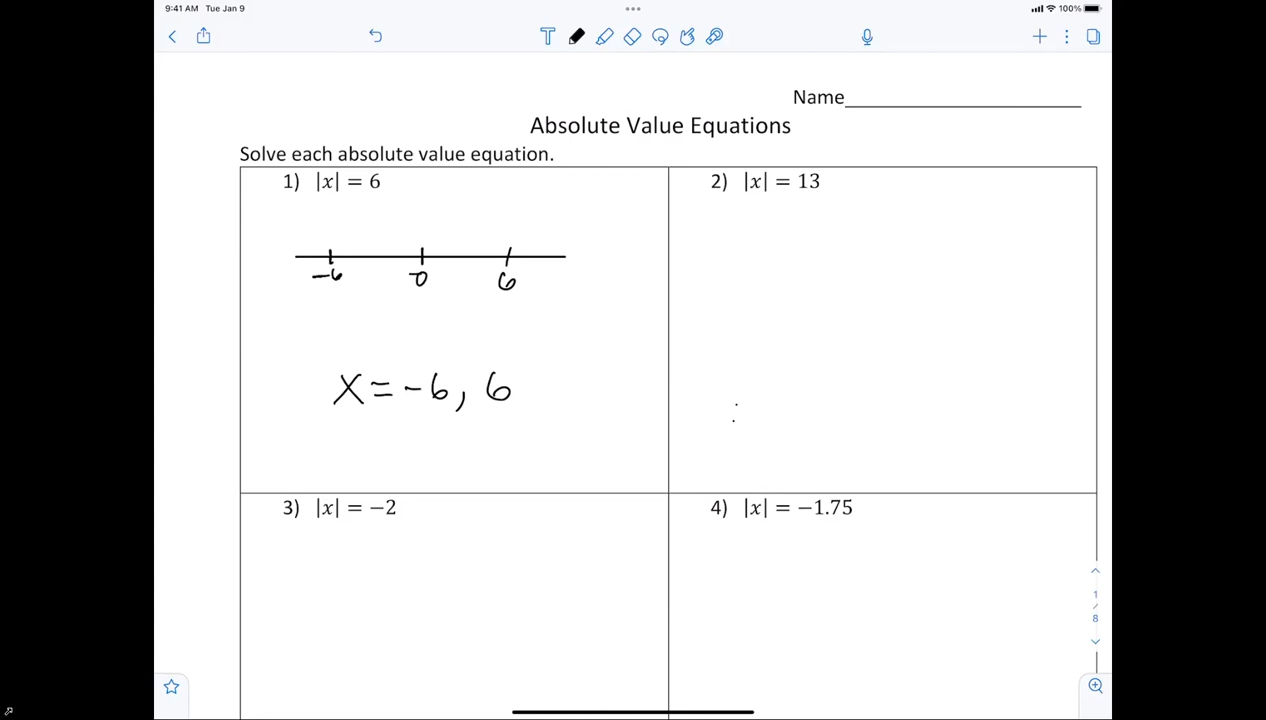 9:41 AM Tue Jan 9
100%
T
Name____________________
Absolute Value Equations
Solve each absolute value equation.
1) |x| = 6
2) |x| = 13
-6 0 6
X = -6, 6
3) |x| = −2
4) |x| = −1.75
1
/
8